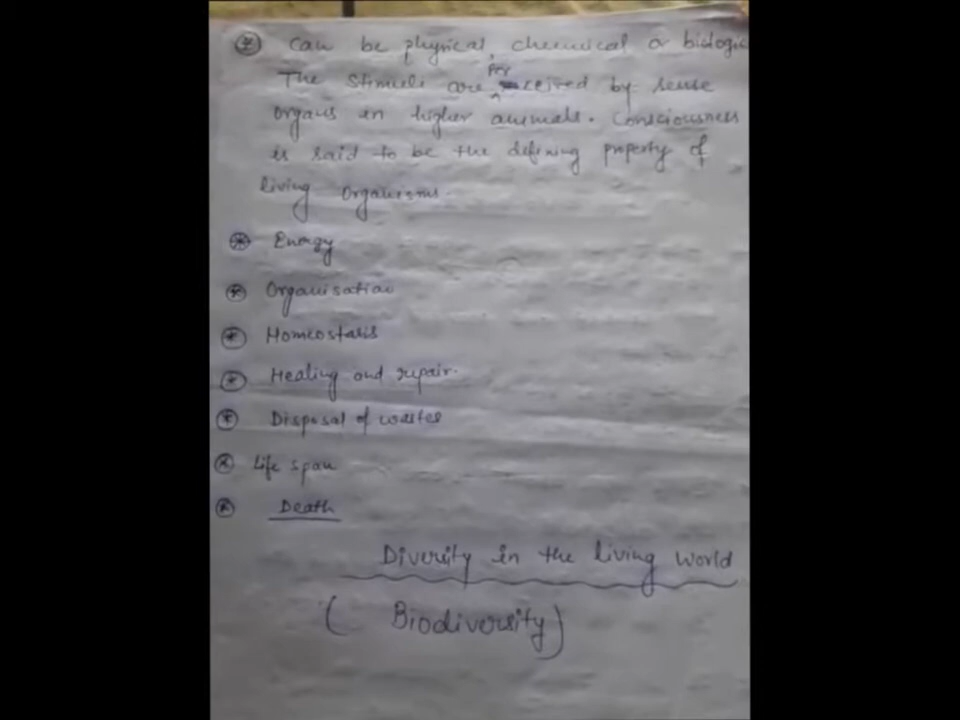 Can be physical, chemical or biologic
The stimuli are perceived by sense
organs in higher animals. Consciousness
is said to be the defining property of
living organisms.
Energy
Organisation
Homeostasis
Healing and repair.
Disposal of wastes
Life span
Death
Diversity in the living world
( Biodiversity)